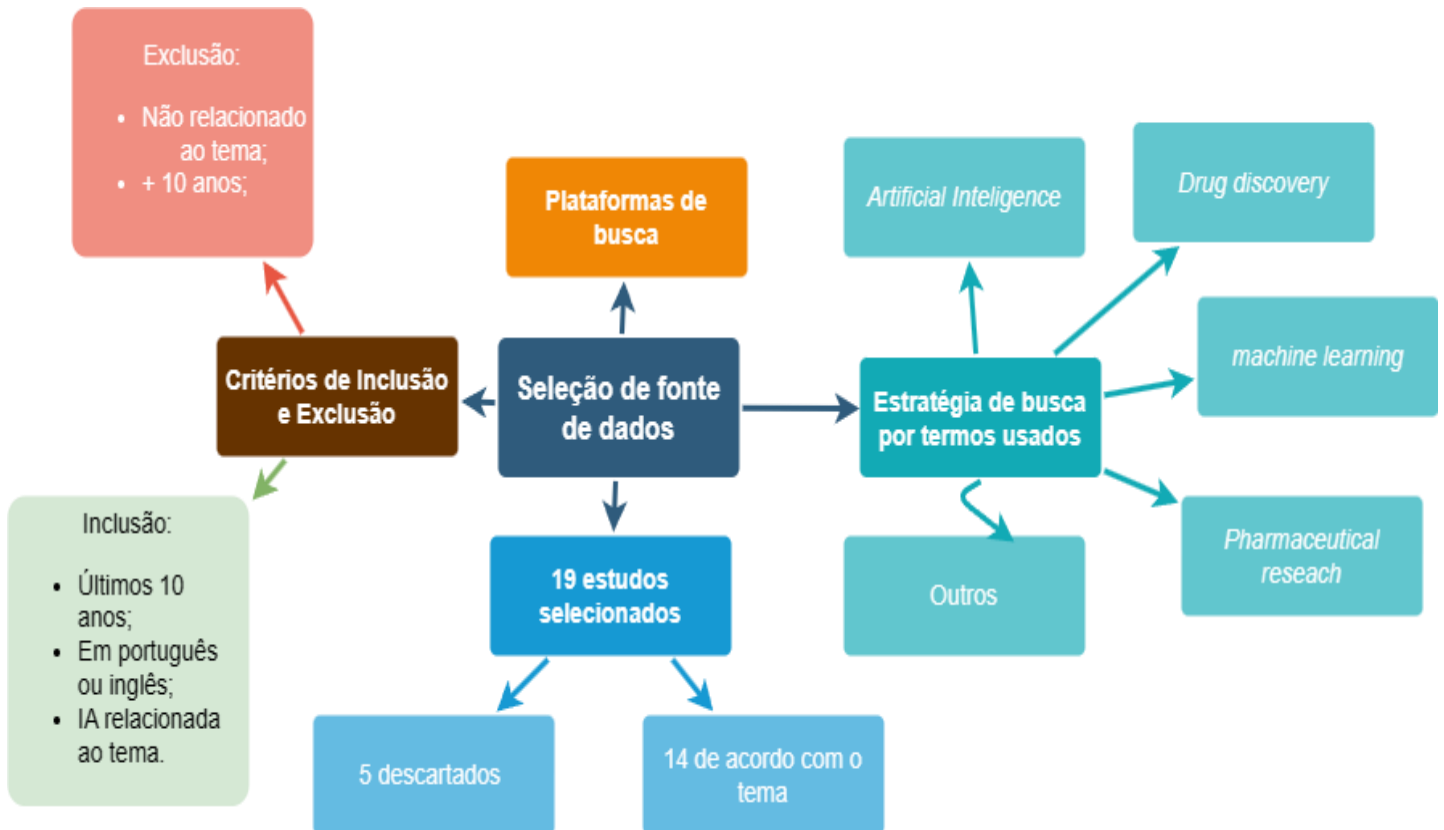 Exclusão:
• Não relacionado
ao tema;
• + 10 anos;
Plataformas de
busca
Artificial Inteligence
Drug discovery
Critérios de Inclusão
e Exclusão
Seleção de fonte
de dados
Estratégia de busca
por termos usados
machine learning
Inclusão:
• Últimos 10
anos;
• Em português
ou inglês;
• IA relacionada
ao tema.
19 estudos
selecionados
Outros
Pharmaceutical
reseach
5 descartados
14 de acordo com o
tema